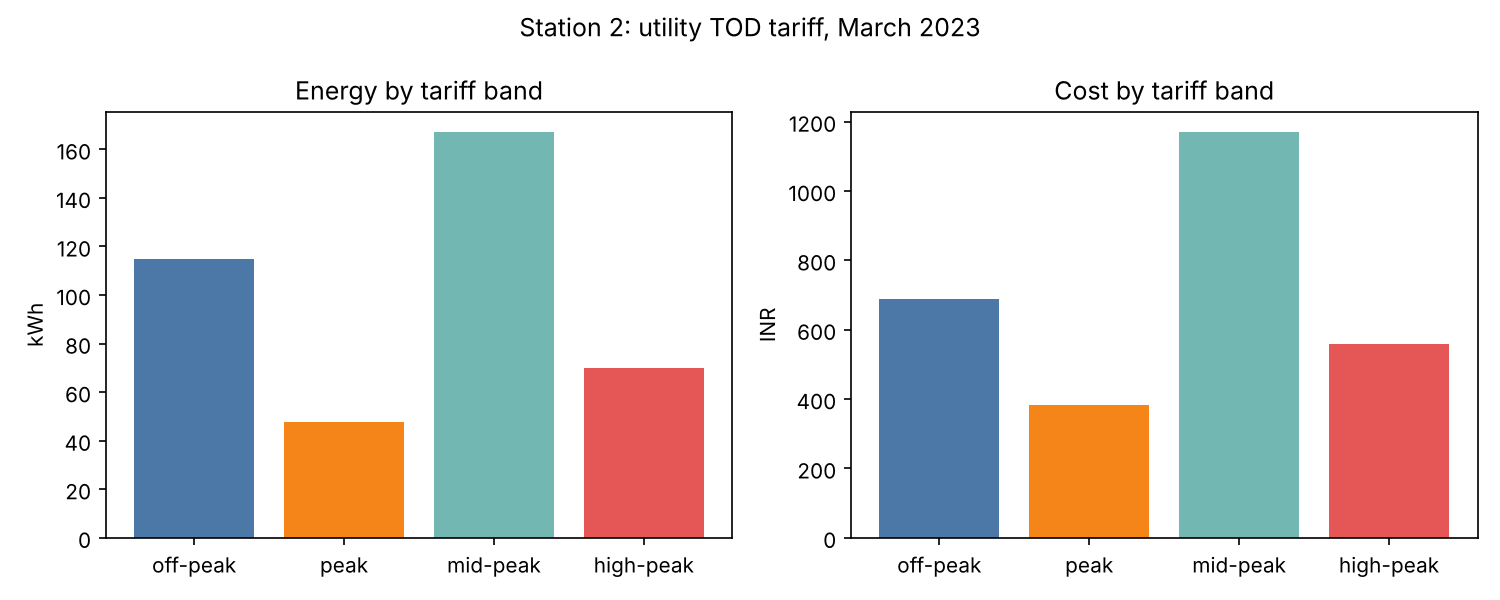 Station 2: utility TOD tariff, March 2023
Energy by tariff band
kWh
160
140
120
100
80
60
40
20
0
off-peak peak mid-peak high-peak
Cost by tariff band
INR
1200
1000
800
600
400
200
0
off-peak peak mid-peak high-peak